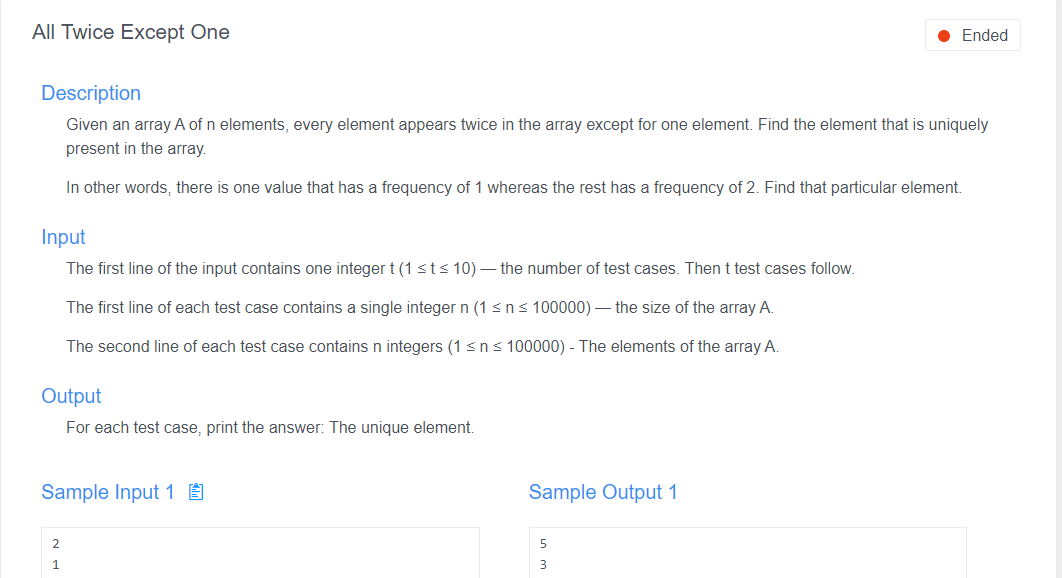 All Twice Except One
Ended
Description
Given an array A of n elements, every element appears twice in the array except for one element. Find the element that is uniquely
present in the array.
In other words, there is one value that has a frequency of 1 whereas the rest has a frequency of 2. Find that particular element.
Input
The first line of the input contains one integer t (1 ≤ t ≤ 10) — the number of test cases. Then t test cases follow.
The first line of each test case contains a single integer n (1 ≤ n ≤ 100000) — the size of the array A.
The second line of each test case contains n integers (1 ≤ n ≤ 100000) - The elements of the array A.
Output
For each test case, print the answer: The unique element.
Sample Input 1
2
1
Sample Output 1
5
3